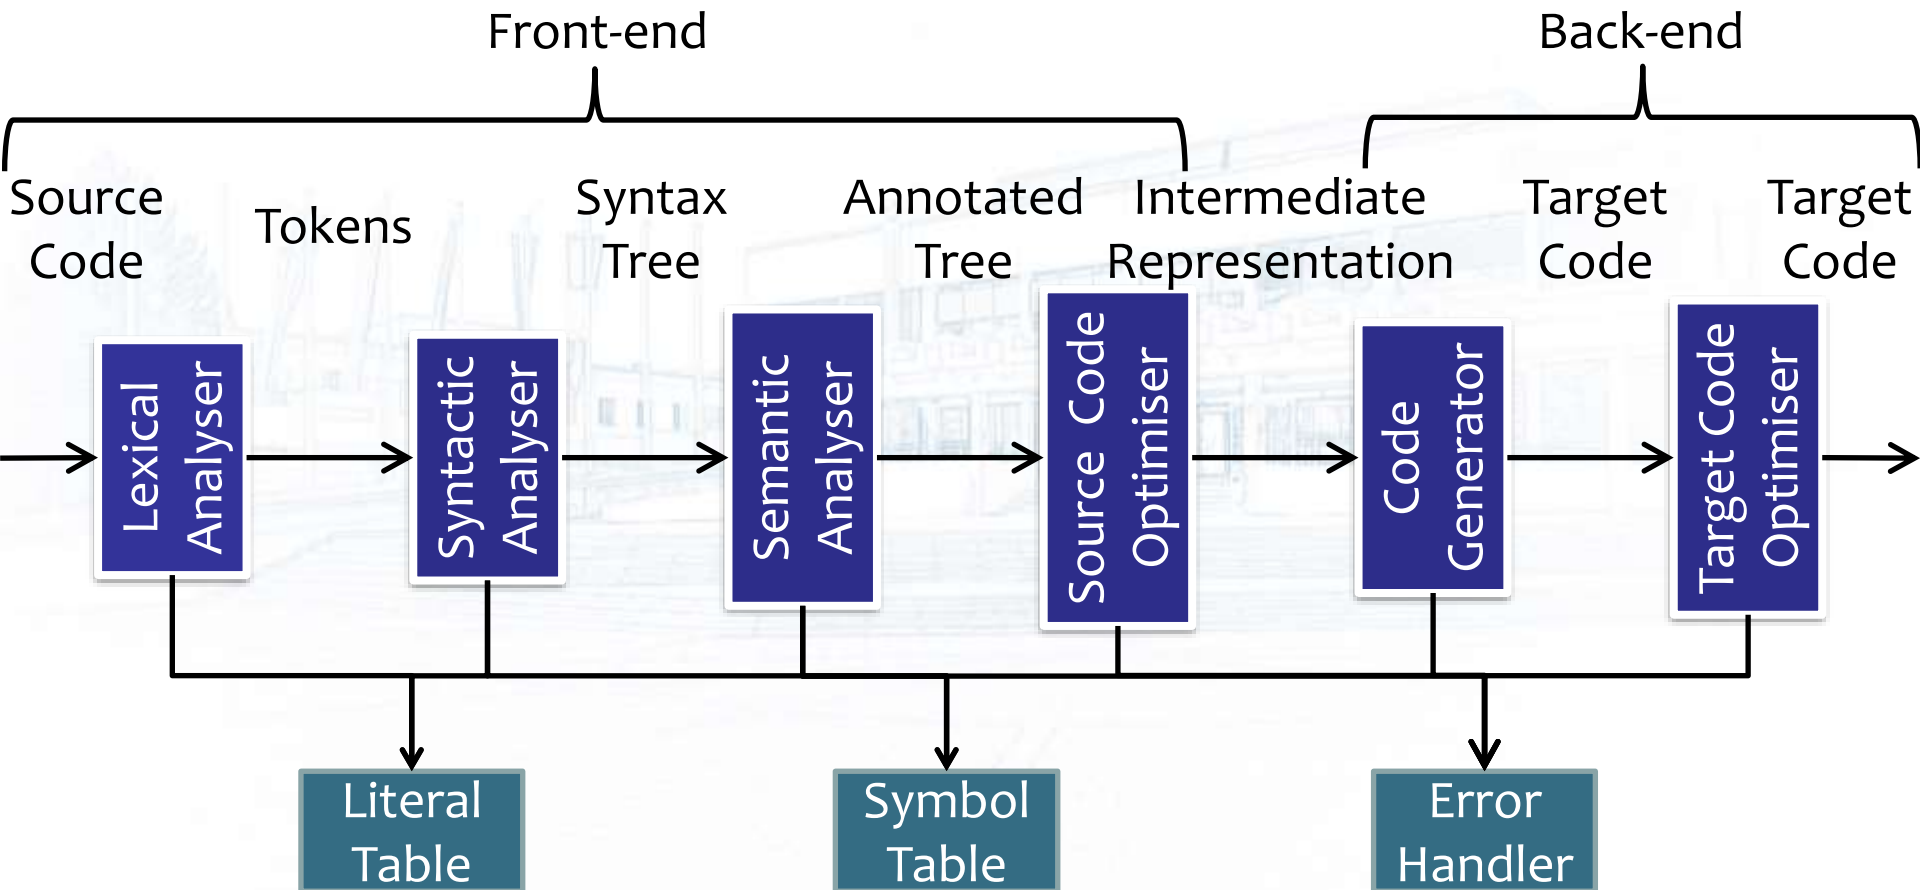 Front-end
Back-end
Source
Code
Tokens
Syntax
Tree
Annotated
Tree
Intermediate
Representation
Target
Code
Target
Code
Lexical
Analyser
Syntactic
Analyser
Semantic
Analyser
Source Code
Optimiser
Code
Generator
Target Code
Optimiser
Literal
Table
Symbol
Table
Error
Handler